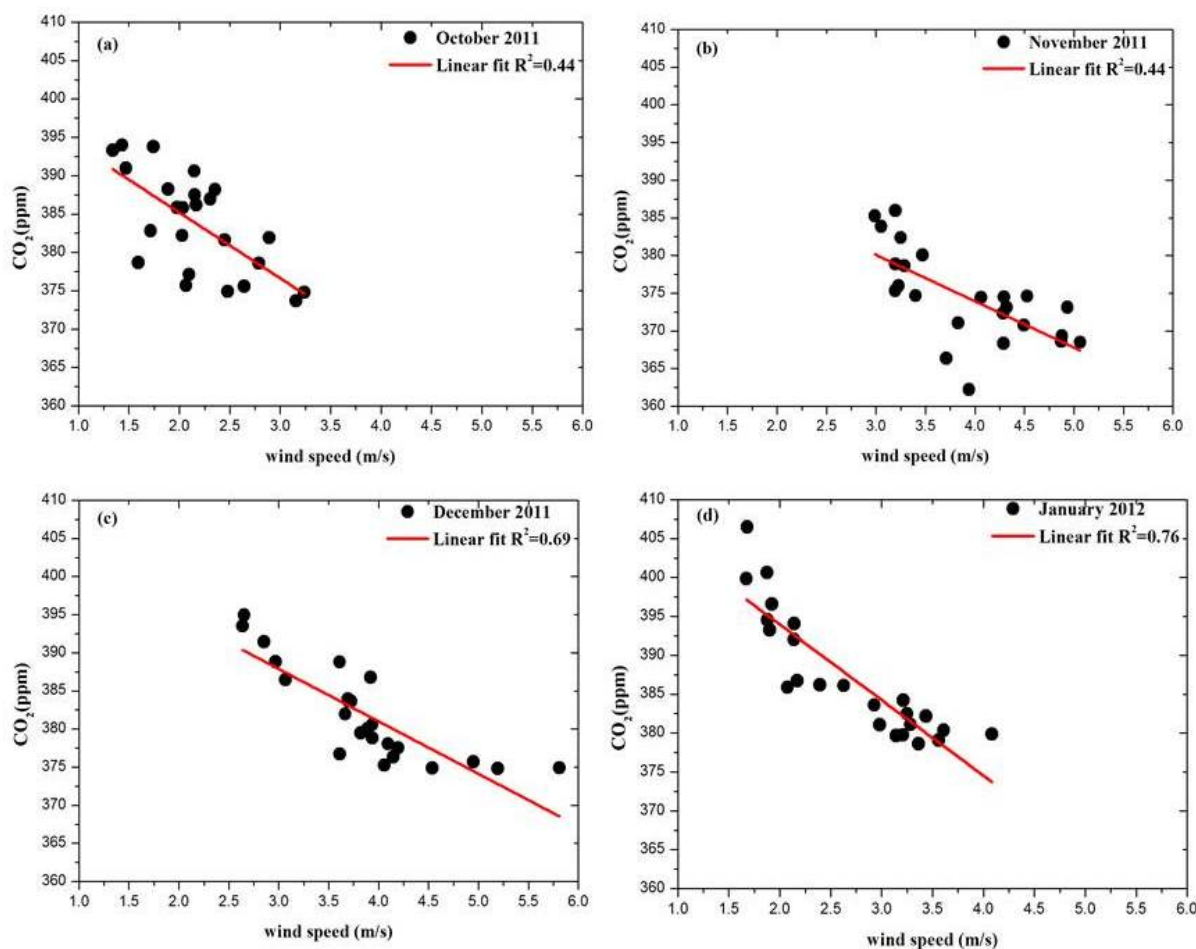 (a)
October 2011
Linear fit R²=0.44
410
405
400
395
390
385
380
375
370
365
360
CO₂(ppm)
1.0 1.5 2.0 2.5 3.0 3.5 4.0 4.5 5.0 5.5 6.0
wind speed (m/s)
(b)
November 2011
Linear fit R²=0.44
410
405
400
395
390
385
380
375
370
365
360
CO₂(ppm)
1.0 1.5 2.0 2.5 3.0 3.5 4.0 4.5 5.0 5.5 6.0
wind speed (m/s)
(c)
December 2011
Linear fit R²=0.69
410
405
400
395
390
385
380
375
370
365
360
CO₂(ppm)
1.0 1.5 2.0 2.5 3.0 3.5 4.0 4.5 5.0 5.5 6.0
wind speed (m/s)
(d)
January 2012
Linear fit R²=0.76
410
405
400
395
390
385
380
375
370
365
360
CO₂(ppm)
1.0 1.5 2.0 2.5 3.0 3.5 4.0 4.5 5.0 5.5 6.0
wind speed (m/s)